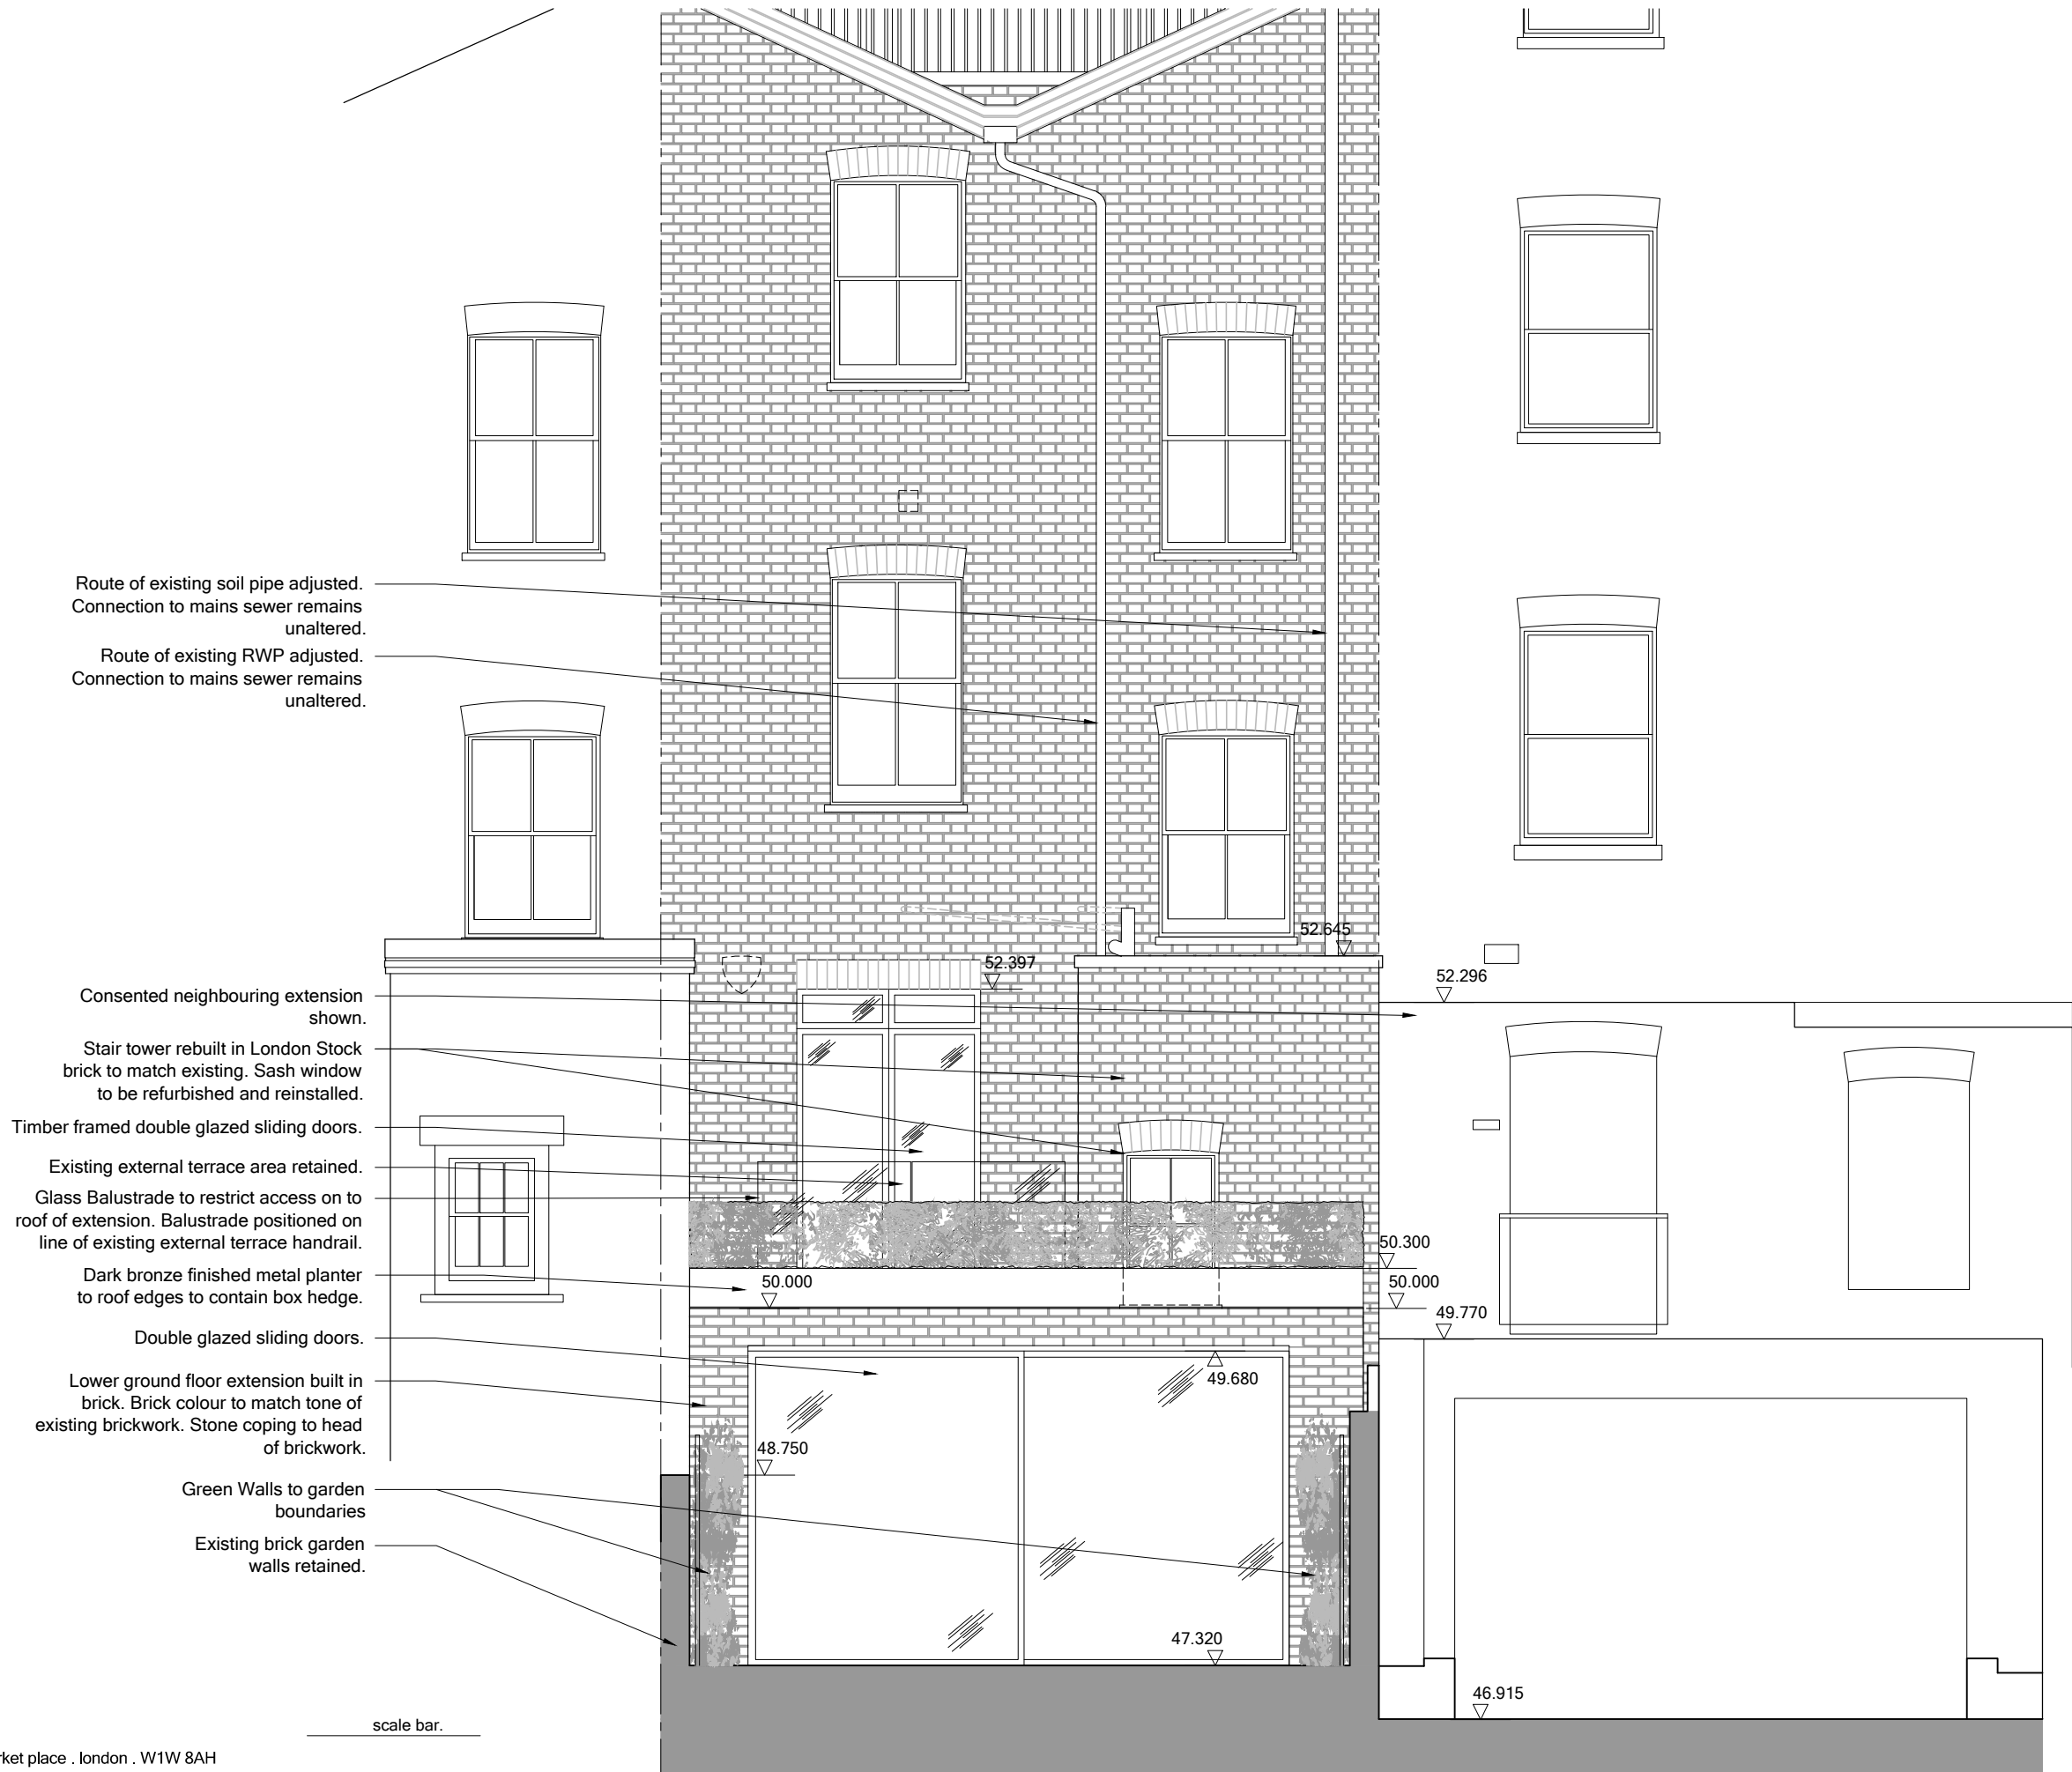 Route of existing soil pipe adjusted.
Connection to mains sewer remains
unaltered.
Route of existing RWP adjusted.
Connection to mains sewer remains
unaltered.
52.645
52.397
52.296
Consented neighbouring extension
shown.
Stair tower rebuilt in London Stock
brick to match existing. Sash window
to be refurbished and reinstalled.
Timber framed double glazed sliding doors.
Existing external terrace area retained.
Glass Balustrade to restrict access on to
roof of extension. Balustrade positioned on
line of existing external terrace handrail.
50.300
Dark bronze finished metal planter
to roof edges to contain box hedge.
50.000
50.000
49.770
Double glazed sliding doors.
49.680
Lower ground floor extension built in
brick. Brick colour to match tone of
existing brickwork. Stone coping to head
of brickwork.
48.750
Green Walls to garden
boundaries
Existing brick garden
walls retained.
47.320
46.915
scale bar.
place . london . W1W 8AH